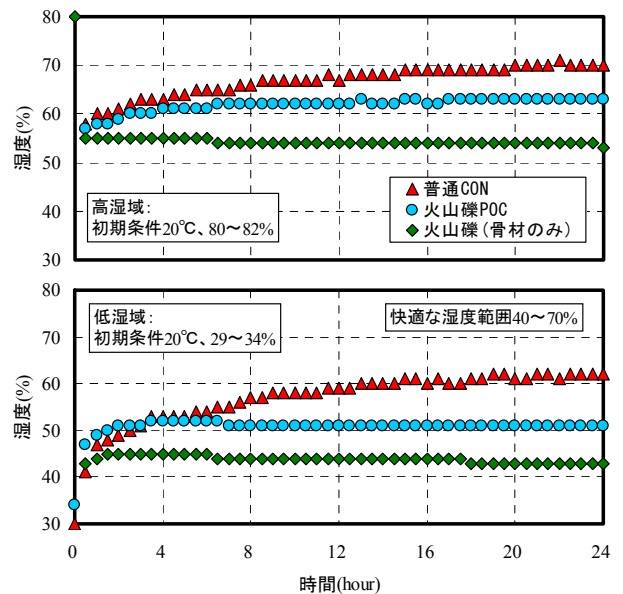 80
70
60
50
40
30
湿度(%)
高湿域：
初期条件20℃、80～82%
普通CON
火山礫POC
火山礫（骨材のみ）
80
70
60
50
40
30
湿度(%)
低湿域：
初期条件20℃、29～34%
快適な湿度範囲40～70%
0 4 8 12 16 20 24
時間(hour)